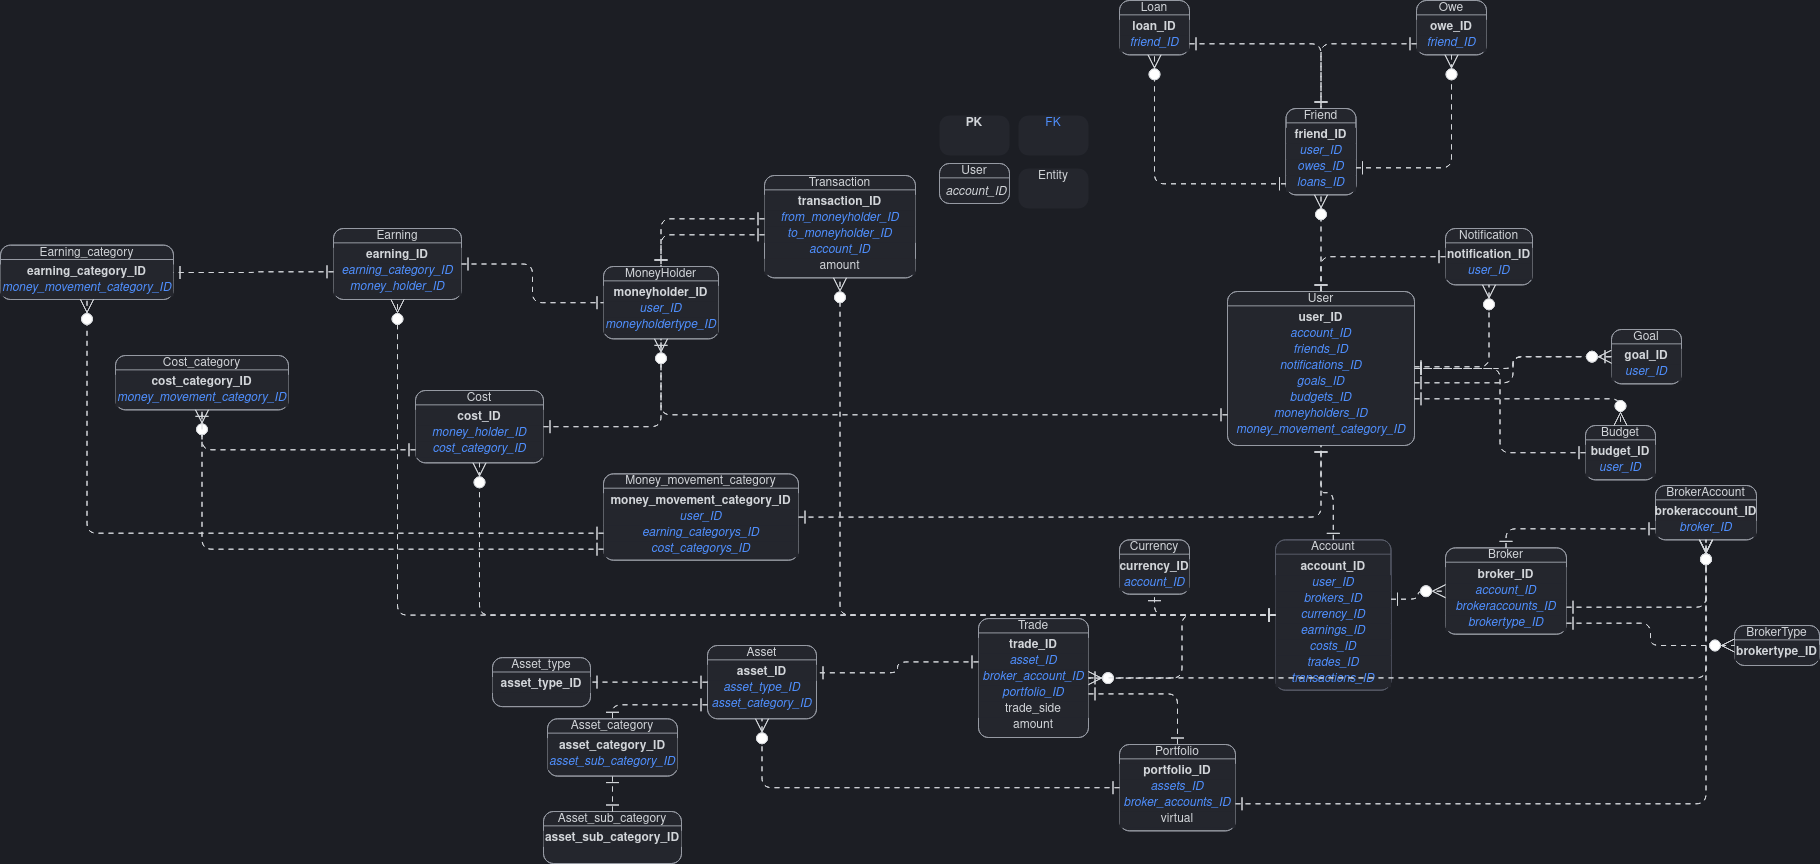 Loan
loan_ID
friend_ID
Owe
owe_ID
friend_ID
PK
FK
User
account_ID
Entity
Friend
friend_ID
user_ID
owes_ID
loans_ID
Transaction
transaction_ID
from_moneyholder_ID
to_moneyholder_ID
account_ID
amount
Earning
earning_ID
earning_category_ID
money_holder_ID
Earning_category
earning_category_ID
money_movement_category_ID
MoneyHolder
moneyholder_ID
user_ID
moneyholdertype_ID
Notification
notification_ID
user_ID
User
user_ID
account_ID
friends_ID
notifications_ID
goals_ID
budgets_ID
moneyholders_ID
money_movement_category_ID
Goal
goal_ID
user_ID
Cost_category
cost_category_ID
money_movement_category_ID
Cost
cost_ID
money_holder_ID
cost_category_ID
Budget
budget_ID
user_ID
Money_movement_category
money_movement_category_ID
user_ID
earning_categorys_ID
cost_categorys_ID
BrokerAccount
brokeraccount_ID
broker_ID
Currency
currency_ID
account_ID
Account
account_ID
user_ID
brokers_ID
currency_ID
earnings_ID
costs_ID
trades_ID
transactions_ID
Broker
broker_ID
account_ID
brokeraccounts_ID
brokertype_ID
BrokerType
brokertype_ID
Trade
trade_ID
asset_ID
broker_account_ID
portfolio_ID
trade_side
amount
Asset
asset_ID
asset_type_ID
asset_category_ID
Asset_type
asset_type_ID
Asset_category
asset_category_ID
asset_sub_category_ID
Portfolio
portfolio_ID
assets_ID
broker_accounts_ID
virtual
Asset_sub_category
asset_sub_category_ID